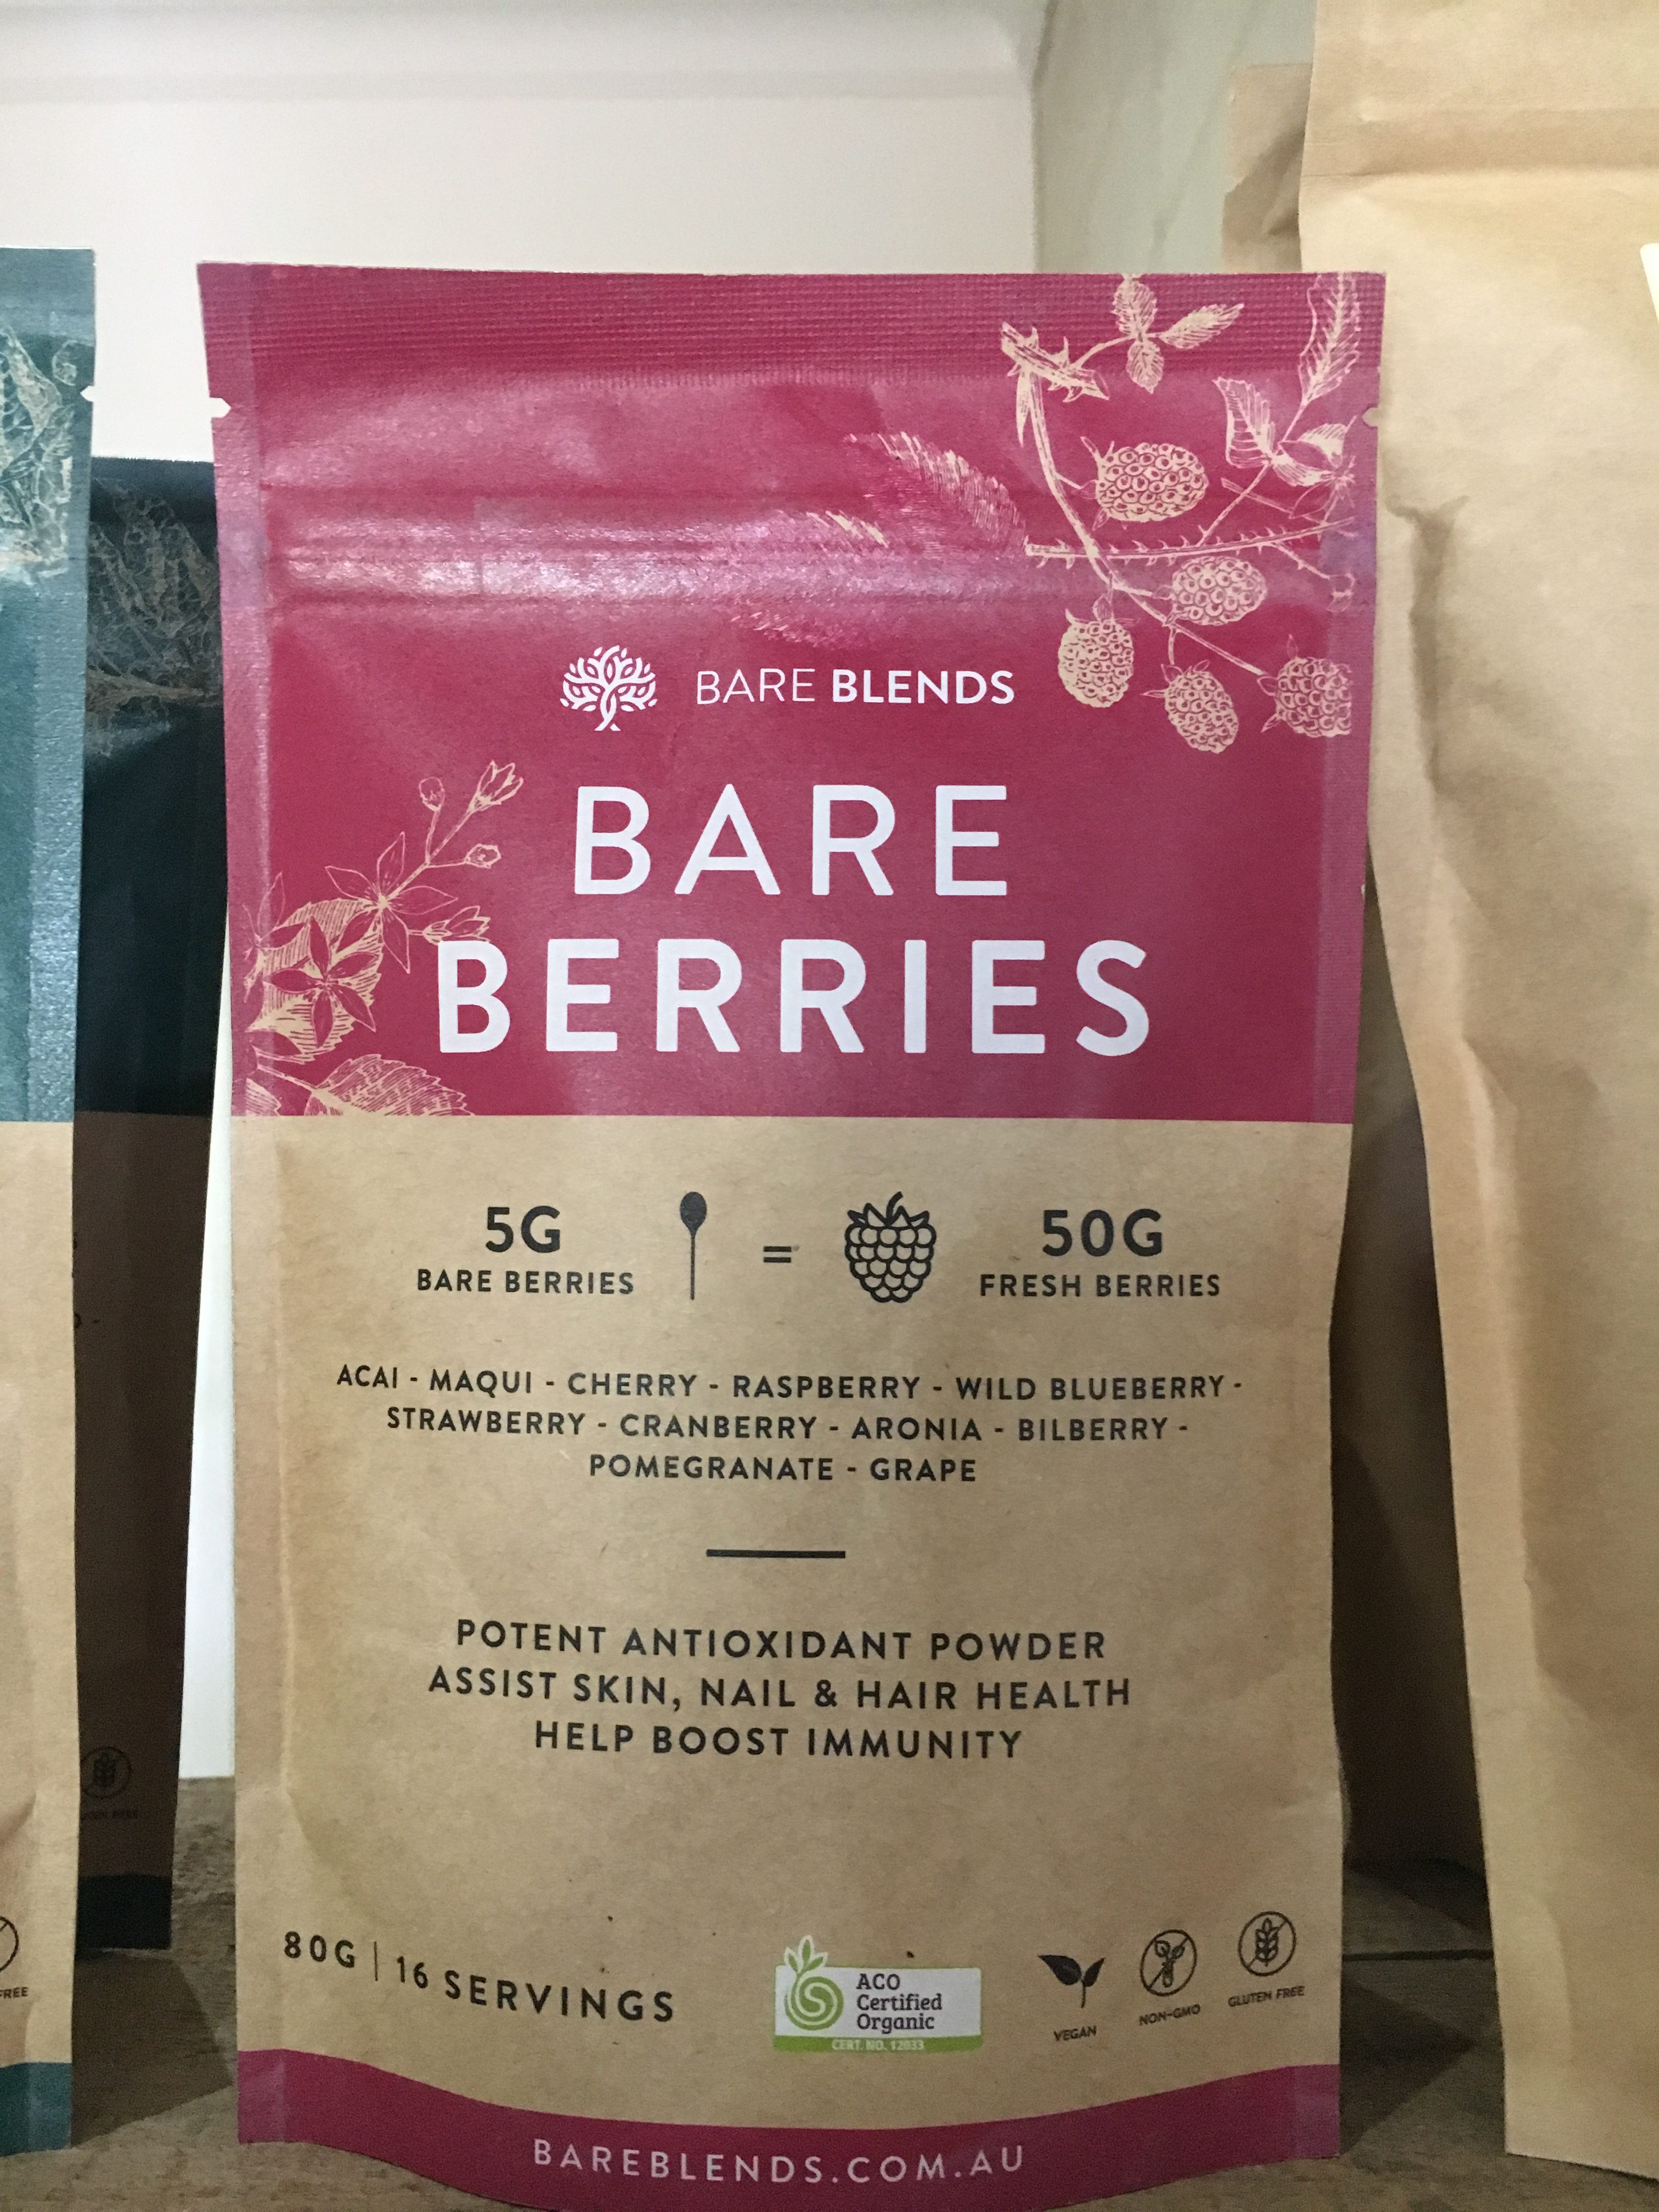 BARE BLENDS
BARE
BERRIES
5G
BARE BERRIES
=
50G
FRESH BERRIES
ACAI - MAQUI - CHERRY - RASPBERRY - WILD BLUEBERRY -
STRAWBERRY - CRANBERRY - ARONIA - BILBERRY -
POMEGRANATE - GRAPE
POTENT ANTIOXIDANT POWDER
ASSIST SKIN, NAIL & HAIR HEALTH
HELP BOOST IMMUNITY
80G | 16 SERVINGS
ACO
Certified
Organic
CERT. NO. 12033
VEGAN
NON-GMO
GLUTEN FREE
BAREBLENDS.COM.AU
FREE